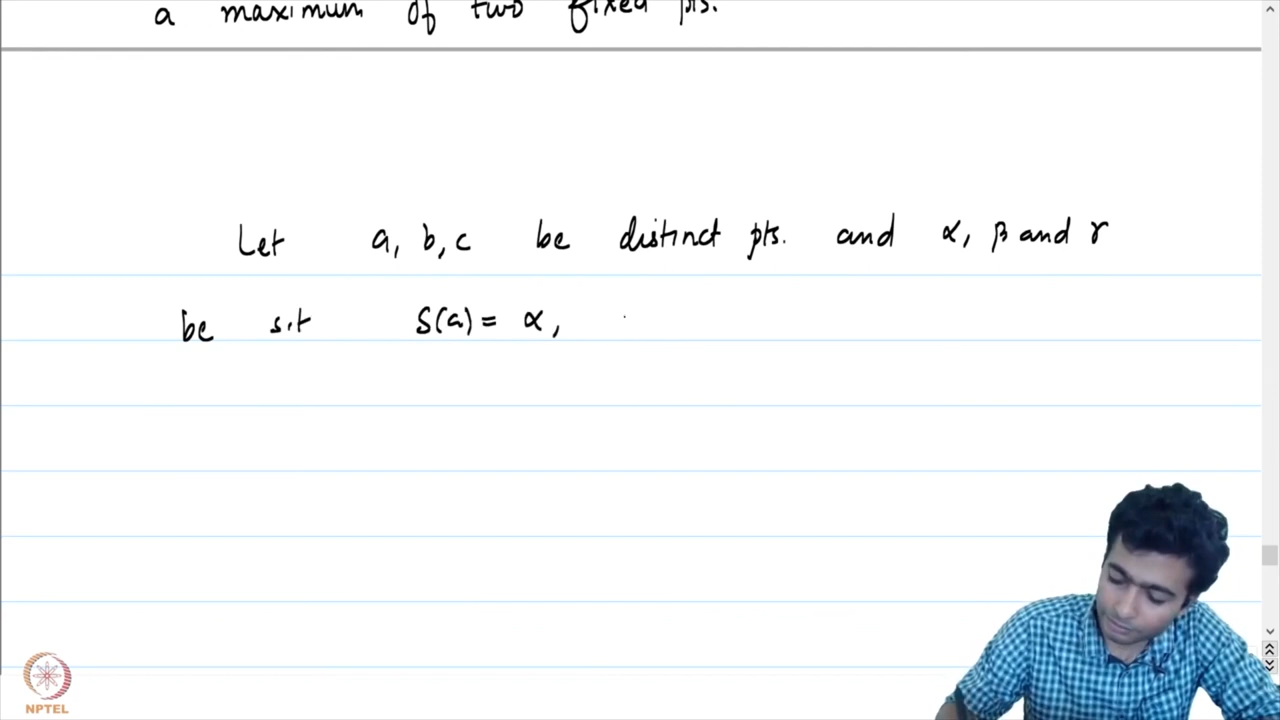 a maximum of two fixed pts.
Let a, b, c be distinct pts. and α, β and γ
be s.t S(a) = α,
NPTEL